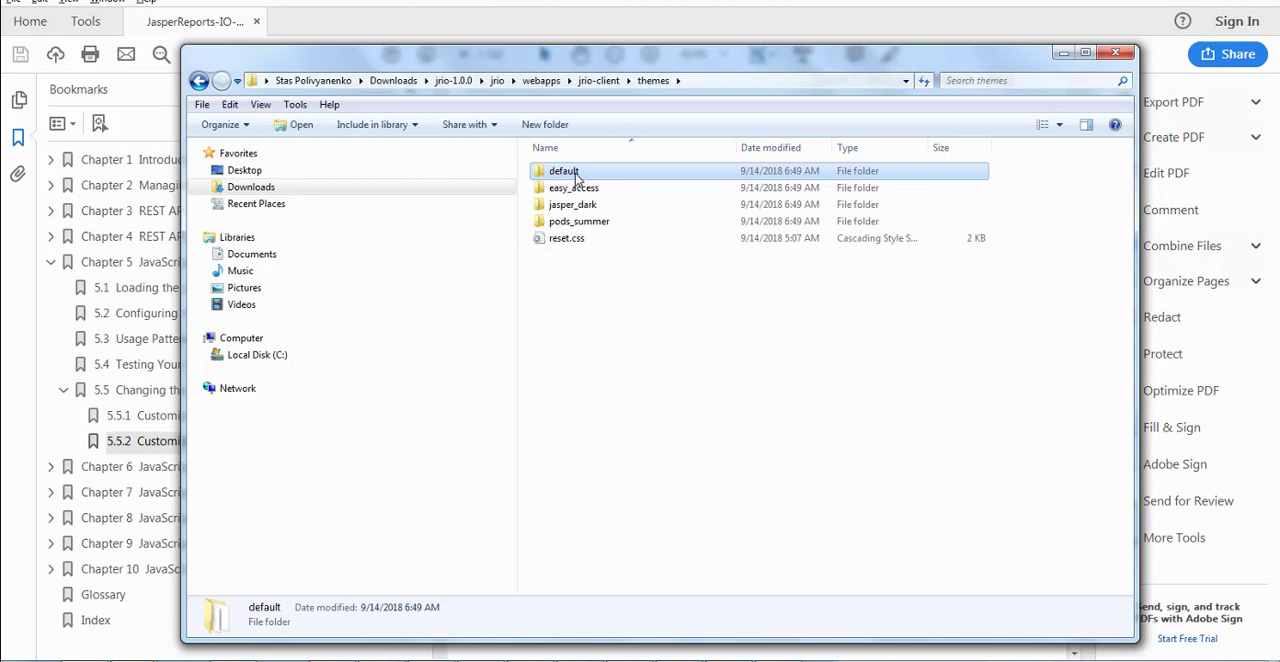 File Edit View Window Help
Home Tools JasperReports-IO-... × Sign In
Share
Bookmarks
Chapter 1 Introduc
Chapter 2 Managi
Chapter 3 REST AP
Chapter 4 REST AP
Chapter 5 JavaScri
5.1 Loading the
5.2 Configuring
5.3 Usage Patte
5.4 Testing Your
5.5 Changing th
5.5.1 Customi
5.5.2 Customi
Chapter 6 JavaScri
Chapter 7 JavaScri
Chapter 8 JavaScri
Chapter 9 JavaScri
Chapter 10 JavaSc
Glossary
Index
Stas Polivyanenko Downloads jrio-1.0.0 jrio webapps jrio-client themes Search themes
File Edit View Tools Help
Organize Open Include in library Share with New folder
Favorites
Desktop
Downloads
Recent Places
Libraries
Documents
Music
Pictures
Videos
Computer
Local Disk (C:)
Network
Name Date modified Type Size
default 9/14/2018 6:49 AM File folder
easy_access 9/14/2018 6:49 AM File folder
jasper_dark 9/14/2018 6:49 AM File folder
pods_summer 9/14/2018 6:49 AM File folder
reset.css 9/14/2018 5:07 AM Cascading Style S... 2 KB
default Date modified: 9/14/2018 6:49 AM
File folder
Export PDF
Create PDF
Edit PDF
Comment
Combine Files
Organize Pages
Redact
Protect
Optimize PDF
Fill & Sign
Adobe Sign
Send for Review
More Tools
end, sign, and track
DFs with Adobe Sign
Start Free Trial